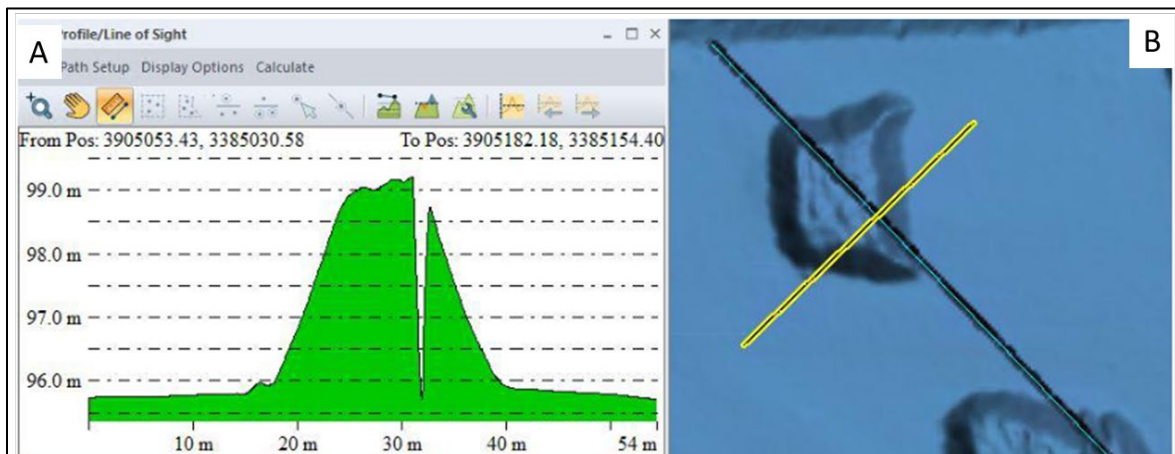 A
Profile/Line of Sight
Path Setup Display Options Calculate
From Pos: 3905053.43, 3385030.58 To Pos: 3905182.18, 3385154.40
99.0 m
98.0 m
97.0 m
96.0 m
10 m 20 m 30 m 40 m 54 m
B